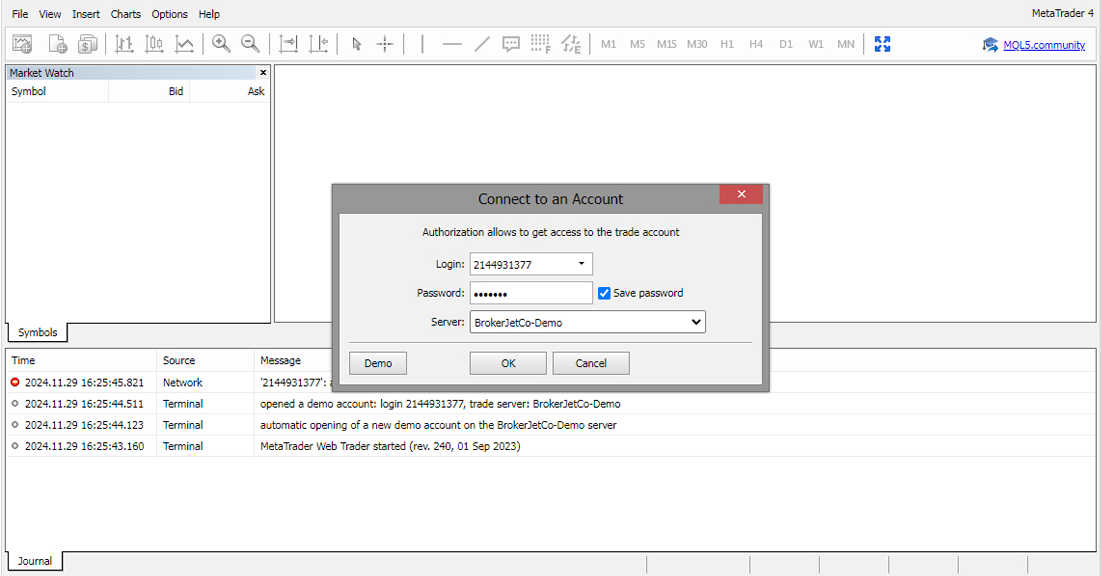 File View Insert Charts Options Help MetaTrader 4
M1 M5 M15 M30 H1 H4 D1 W1 MN MQL5.community
Market Watch
Symbol Bid Ask
Symbols
Connect to an Account
Authorization allows to get access to the trade account
Login: 2144931377
Password: •••••••
Save password
Server: BrokerJetCo-Demo
Demo OK Cancel
Time Source Message
2024.11.29 16:25:45.821 Network '2144931377':
2024.11.29 16:25:44.511 Terminal opened a demo account: login 2144931377, trade server: BrokerJetCo-Demo
2024.11.29 16:25:44.123 Terminal automatic opening of a new demo account on the BrokerJetCo-Demo server
2024.11.29 16:25:43.160 Terminal MetaTrader Web Trader started (rev. 240, 01 Sep 2023)
Journal